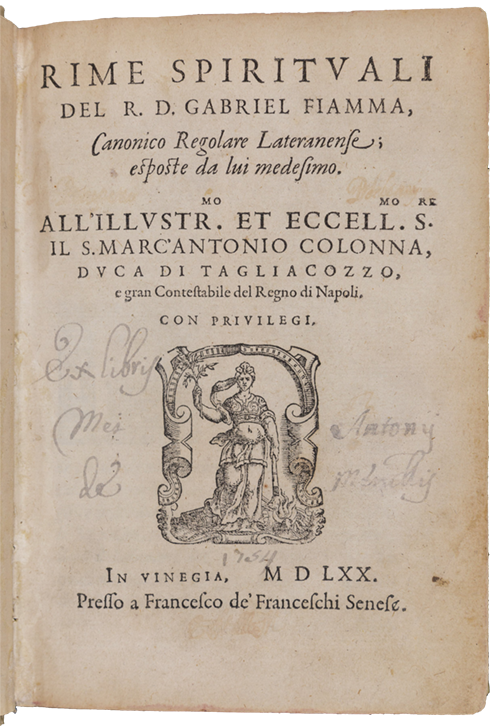 RIME SPIRITVALI
DEL R. D. GABRIEL FIAMMA,
Canonico Regolare Lateranenſe;
eſpoſte da lui medeſimo.
MO MO RE
ALL'ILLVSTR. ET ECCELL. S.
IL S. MARC'ANTONIO COLONNA,
DVCA DI TAGLIACOZZO,
e gran Conteſtabile del Regno di Napoli.
CON PRIVILEGI.
Ex libris
Mei
Antonij
de
1754
IN VINEGIA, M D LXX.
Preſſo a Franceſco de' Franceſchi Seneſe.